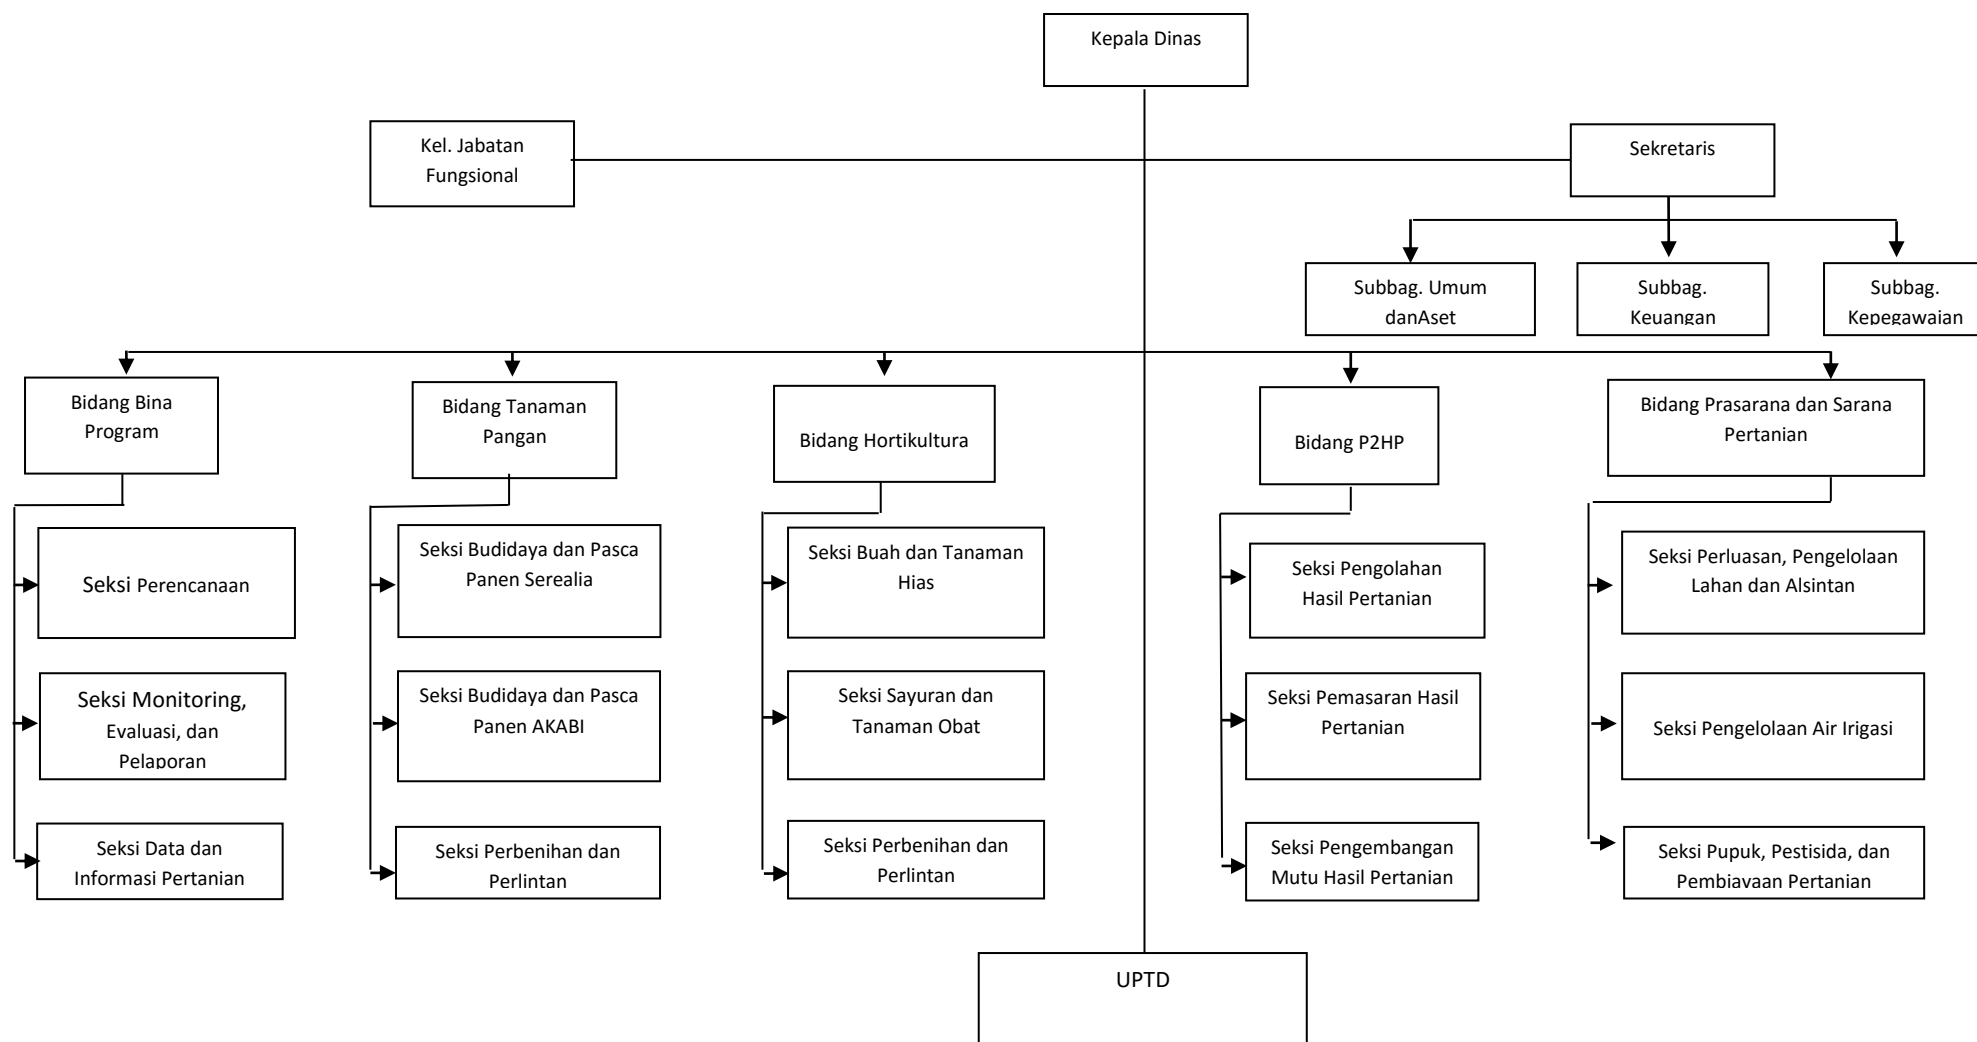 Kepala Dinas
Kel. Jabatan
Fungsional
Sekretaris
Subbag. Umum
danAset
Subbag.
Keuangan
Subbag.
Kepegawaian
Bidang Bina
Program
Bidang Tanaman
Pangan
Bidang Hortikultura
Bidang P2HP
Bidang Prasarana dan Sarana
Pertanian
Seksi Perencanaan
Seksi Budidaya dan Pasca
Panen Serealia
Seksi Buah dan Tanaman
Hias
Seksi Pengolahan
Hasil Pertanian
Seksi Perluasan, Pengelolaan
Lahan dan Alsintan
Seksi Monitoring,
Evaluasi, dan
Pelaporan
Seksi Budidaya dan Pasca
Panen AKABI
Seksi Sayuran dan
Tanaman Obat
Seksi Pemasaran Hasil
Pertanian
Seksi Pengelolaan Air Irigasi
Seksi Data dan
Informasi Pertanian
Seksi Perbenihan dan
Perlintan
Seksi Perbenihan dan
Perlintan
Seksi Pengembangan
Mutu Hasil Pertanian
Seksi Pupuk, Pestisida, dan
Pembiayaan Pertanian
UPTD